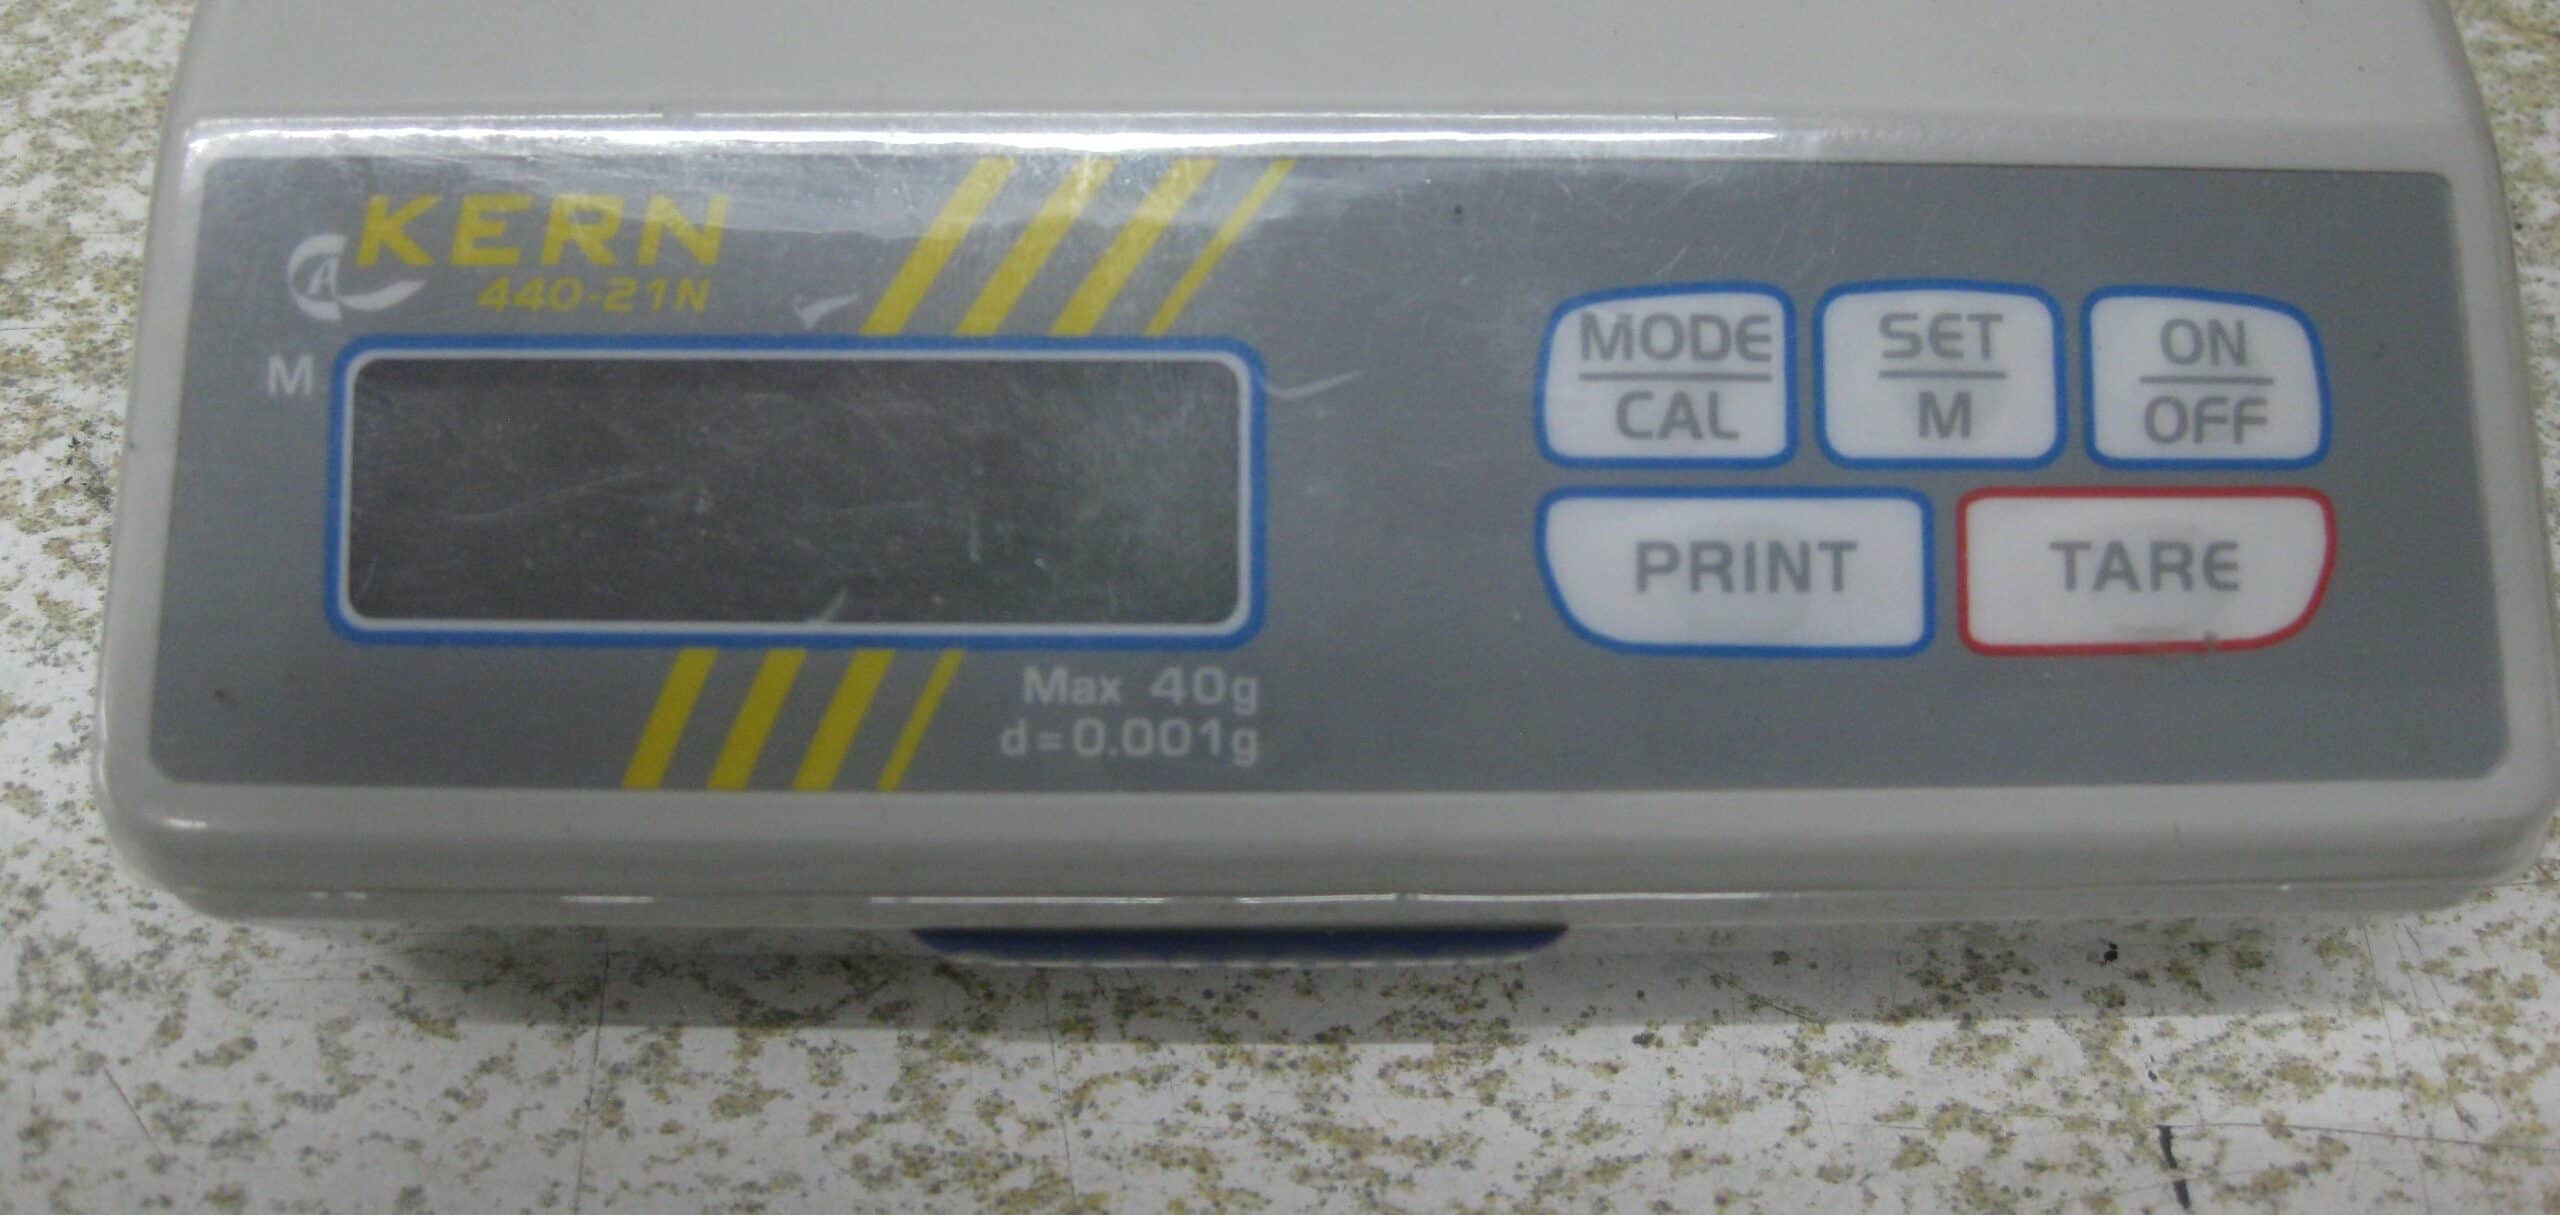 KERN
440-21N
A
M
MODE
CAL
SET
M
ON
OFF
PRINT
TARE
Max 40g
d=0.001g